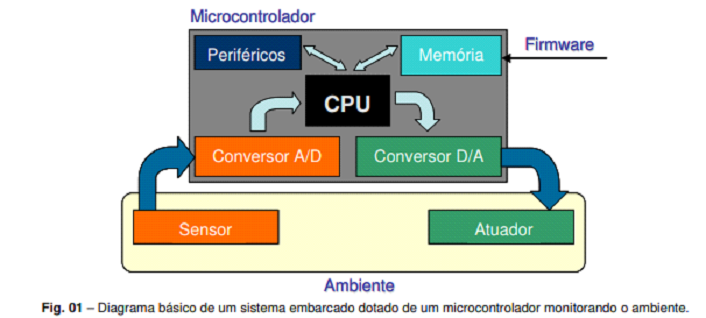 Microcontrolador
Firmware
Periféricos
Memória
CPU
Conversor A/D
Conversor D/A
Sensor
Atuador
Ambiente
Fig. 01 – Diagrama básico de um sistema embarcado dotado de um microcontrolador monitorando o ambiente.